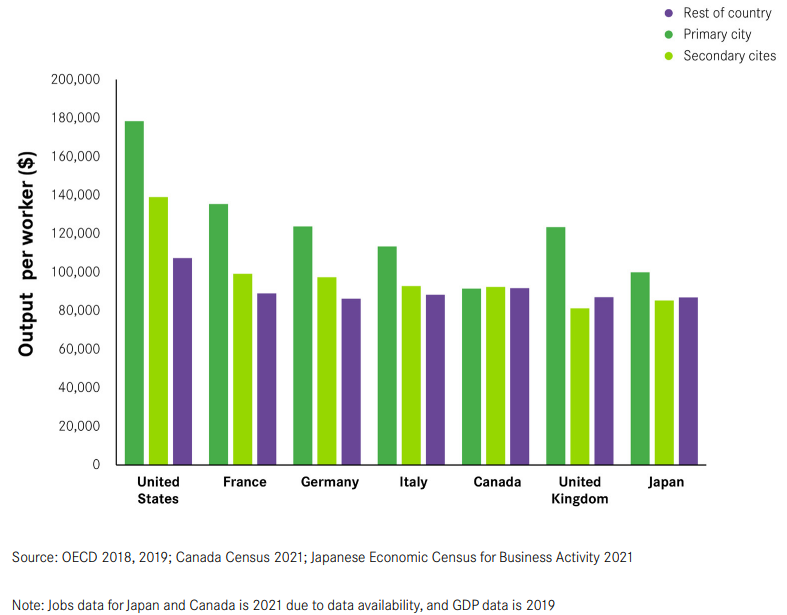 Rest of country
Primary city
Secondary cites
Output per worker ($)
200,000
180,000
160,000
140,000
120,000
100,000
80,000
60,000
40,000
20,000
0
United States
France
Germany
Italy
Canada
United Kingdom
Japan
Source: OECD 2018, 2019; Canada Census 2021; Japanese Economic Census for Business Activity 2021
Note: Jobs data for Japan and Canada is 2021 due to data availability, and GDP data is 2019